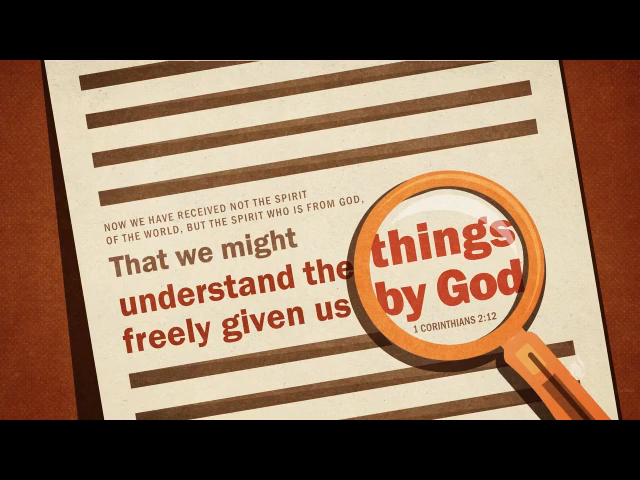 NOW WE HAVE RECEIVED NOT THE SPIRIT
OF THE WORLD, BUT THE SPIRIT WHO IS FROM GOD,
That we might
understand the things
freely given us by God
1 CORINTHIANS 2:12